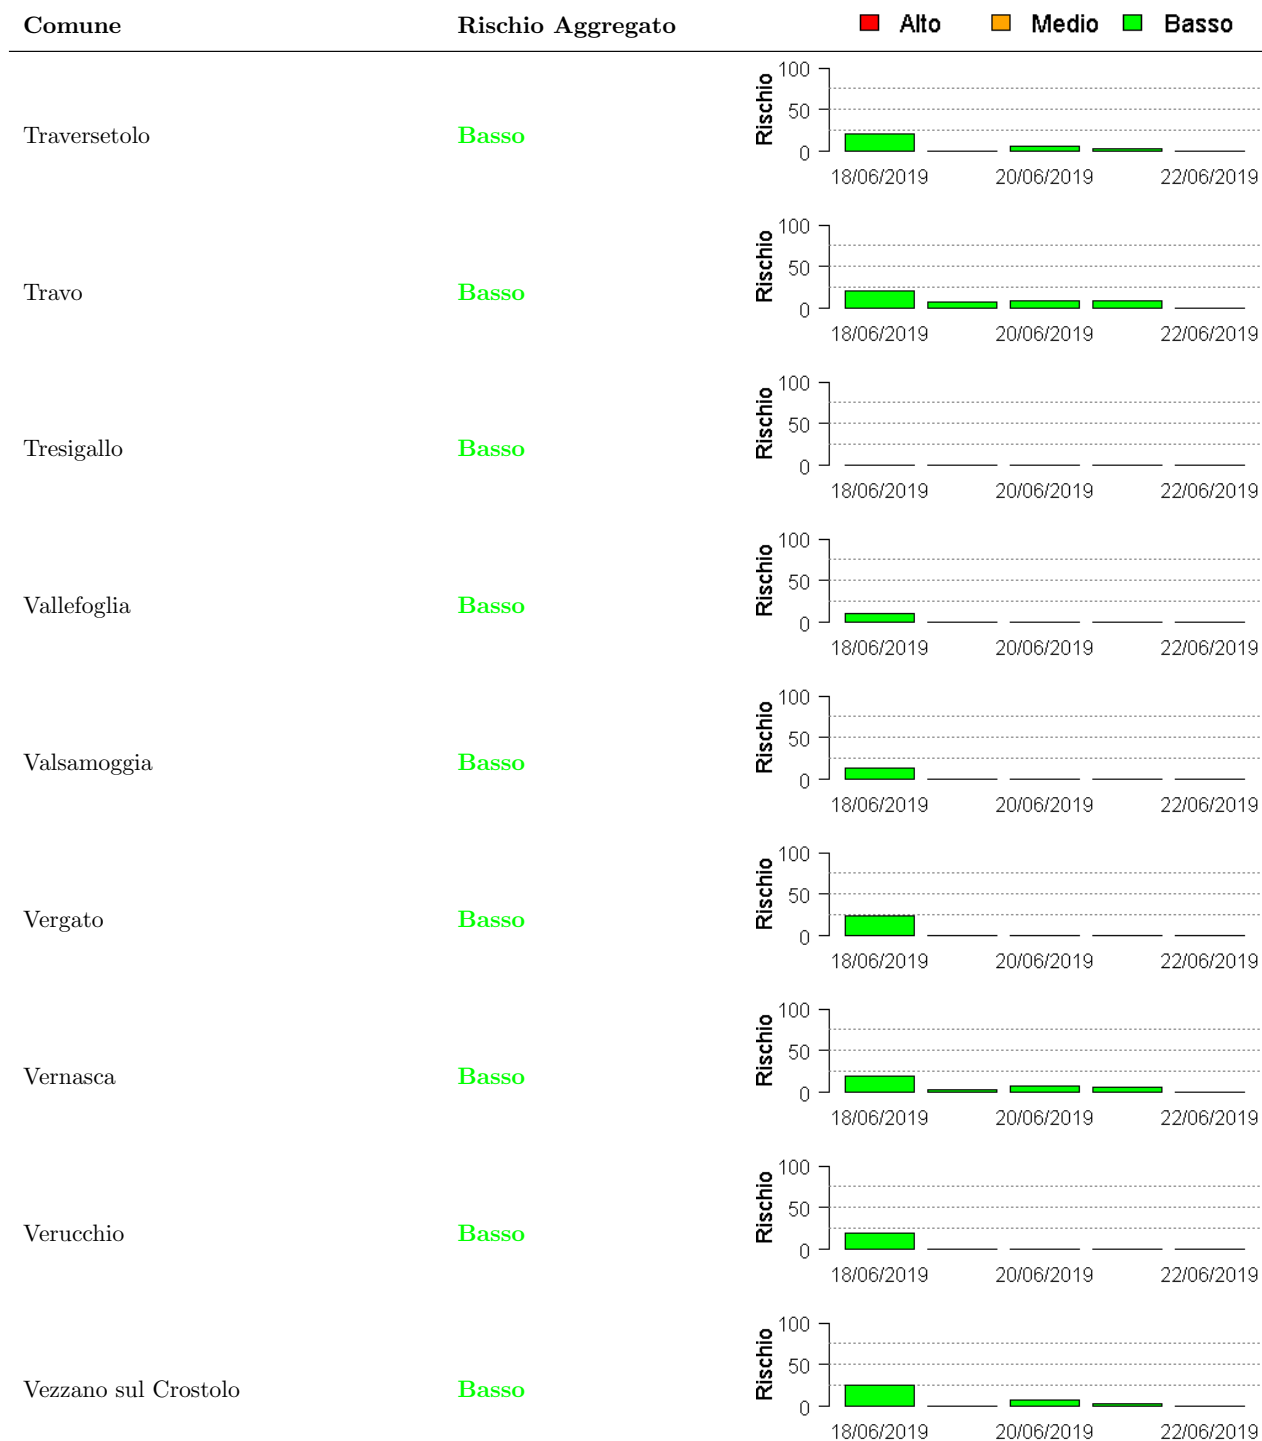 Comune Rischio Aggregato Alto Medio Basso
Traversetolo Basso Rischio 0 50 100
18/06/2019 20/06/2019 22/06/2019
Travo Basso Rischio 0 50 100
18/06/2019 20/06/2019 22/06/2019
Tresigallo Basso Rischio 0 50 100
18/06/2019 20/06/2019 22/06/2019
Vallefoglia Basso Rischio 0 50 100
18/06/2019 20/06/2019 22/06/2019
Valsamoggia Basso Rischio 0 50 100
18/06/2019 20/06/2019 22/06/2019
Vergato Basso Rischio 0 50 100
18/06/2019 20/06/2019 22/06/2019
Vernasca Basso Rischio 0 50 100
18/06/2019 20/06/2019 22/06/2019
Verucchio Basso Rischio 0 50 100
18/06/2019 20/06/2019 22/06/2019
Vezzano sul Crostolo Basso Rischio 0 50 100
18/06/2019 20/06/2019 22/06/2019